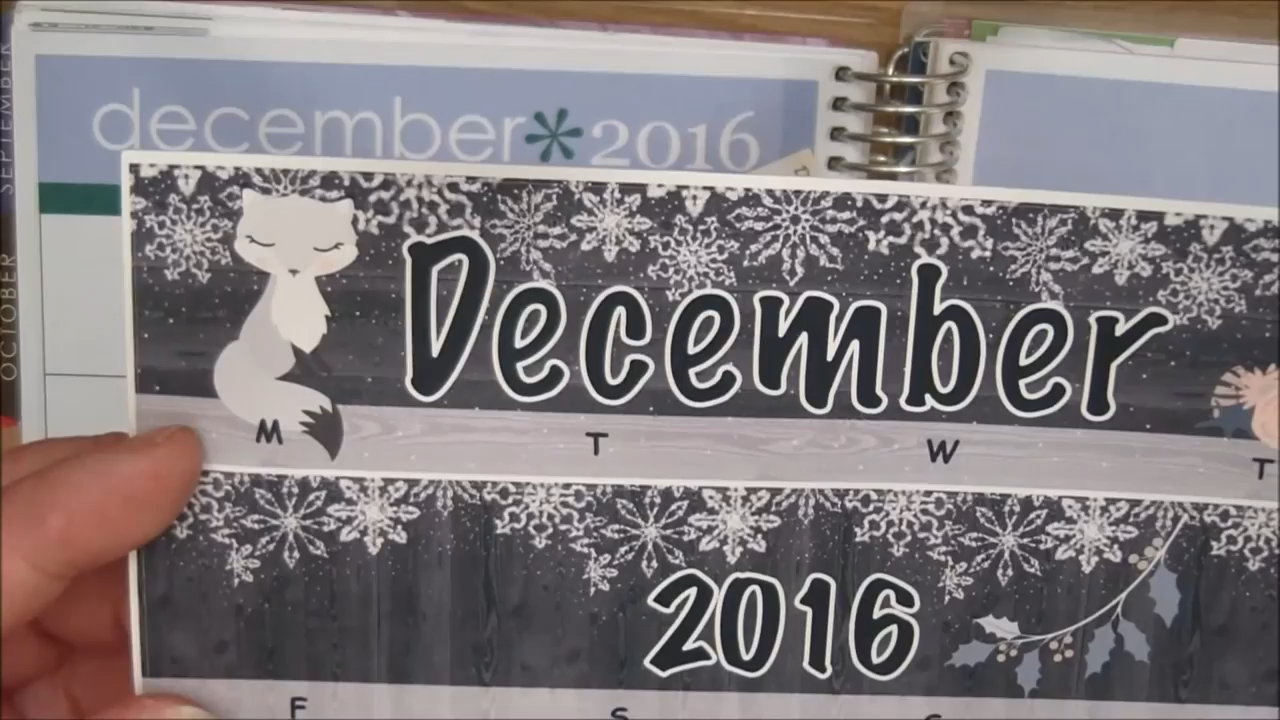 SEPTEMBER
OCTOBER
december*2016
December
M T W T
2016
F S S